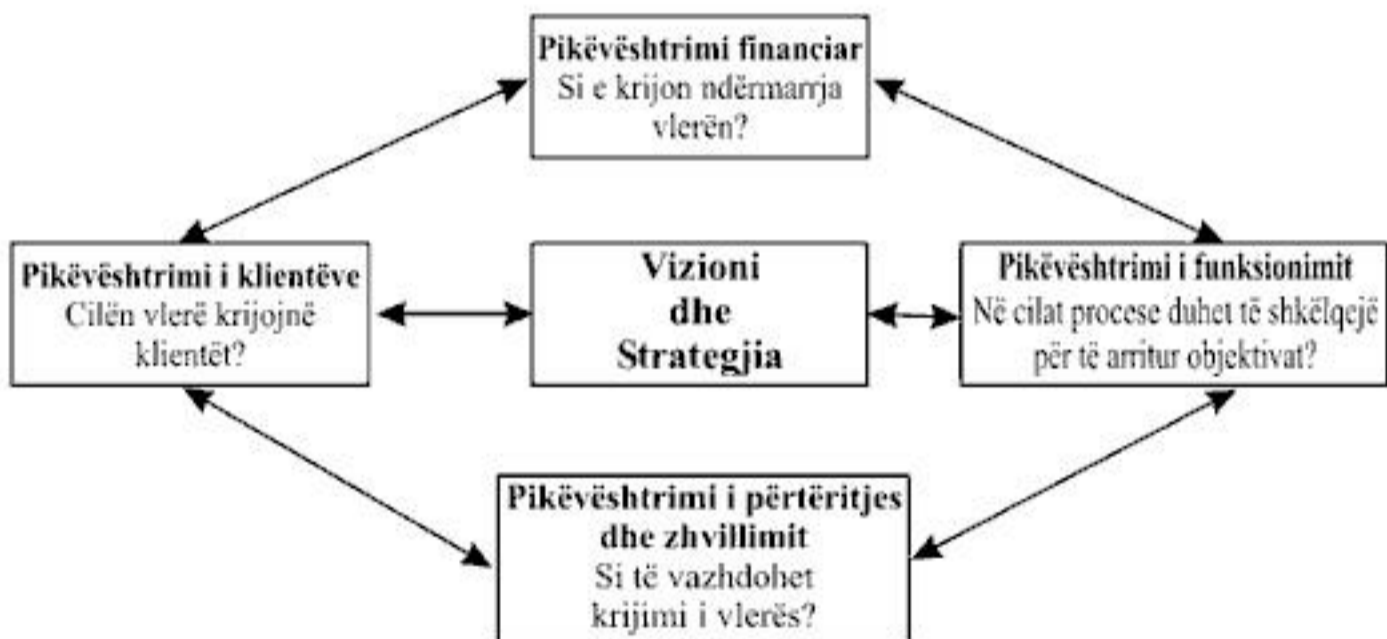 Pikëvështrimi financiar
Si e krijon ndërmarrja
vlerën?
Pikëvështrimi i klientëve
Cilën vlerë krijojnë
klientët?
Vizioni
dhe
Strategjia
Pikëvështrimi i funksionimit
Në cilat procese duhet të shkëlqejë
për të arritur objektivat?
Pikëvështrimi i përtëritjes
dhe zhvillimit
Si të vazhdohet
krijimi i vlerës?